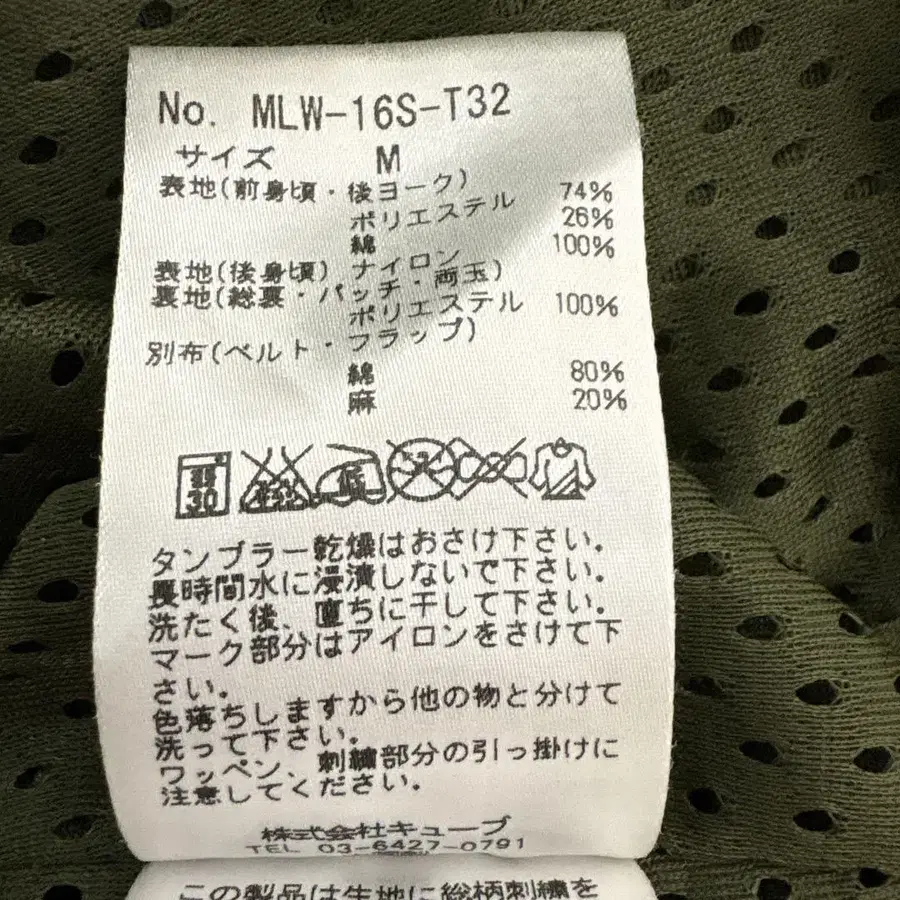 No. MLW-16S-T32
サイズ M
表地(前身頃・後ヨーク)
ポリエステル 74%
綿 26%
表地(後身頃) ナイロン 100%
裏地(総裏・パッチ・両玉)
ポリエステル 100%
別布(ベルト・フラップ)
綿 80%
麻 20%
30
タンブラー乾燥はおさけ下さい。
長時間水に浸漬しないで下さい。
洗たく後、直ちに干して下さい。
マーク部分はアイロンをさけて下
さい。
色落ちしますから他の物と分けて
洗って下さい。
ワッペン、刺繍部分の引っ掛けに
注意してください。
株式会社キューブ
TEL 03-6427-0791
この製品は生地に総柄刺繍を